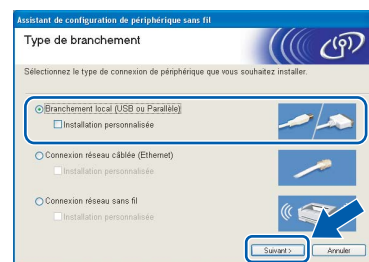 Assistant de configuration de périphérique sans fil
Type de branchement
Sélectionnez le type de connexion de périphérique que vous souhaitez installer.
Branchement local (USB ou Parallèle)
Installation personnalisée
Connexion réseau câblée (Ethernet)
Installation personnalisée
Connexion réseau sans fil
Installation personnalisée
Suivant >
Annuler